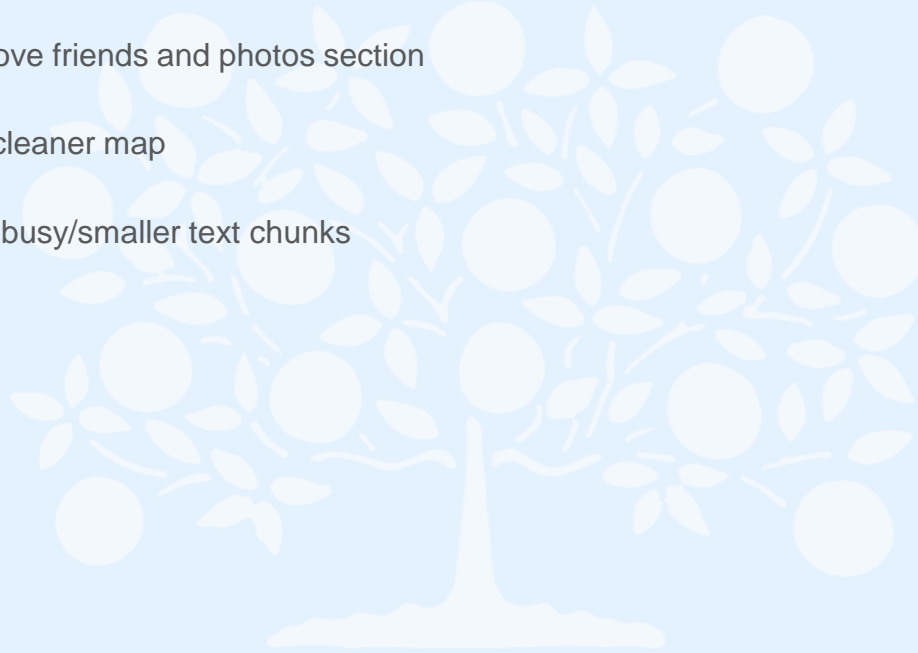 ove friends and photos section
cleaner map
busy/smaller text chunks